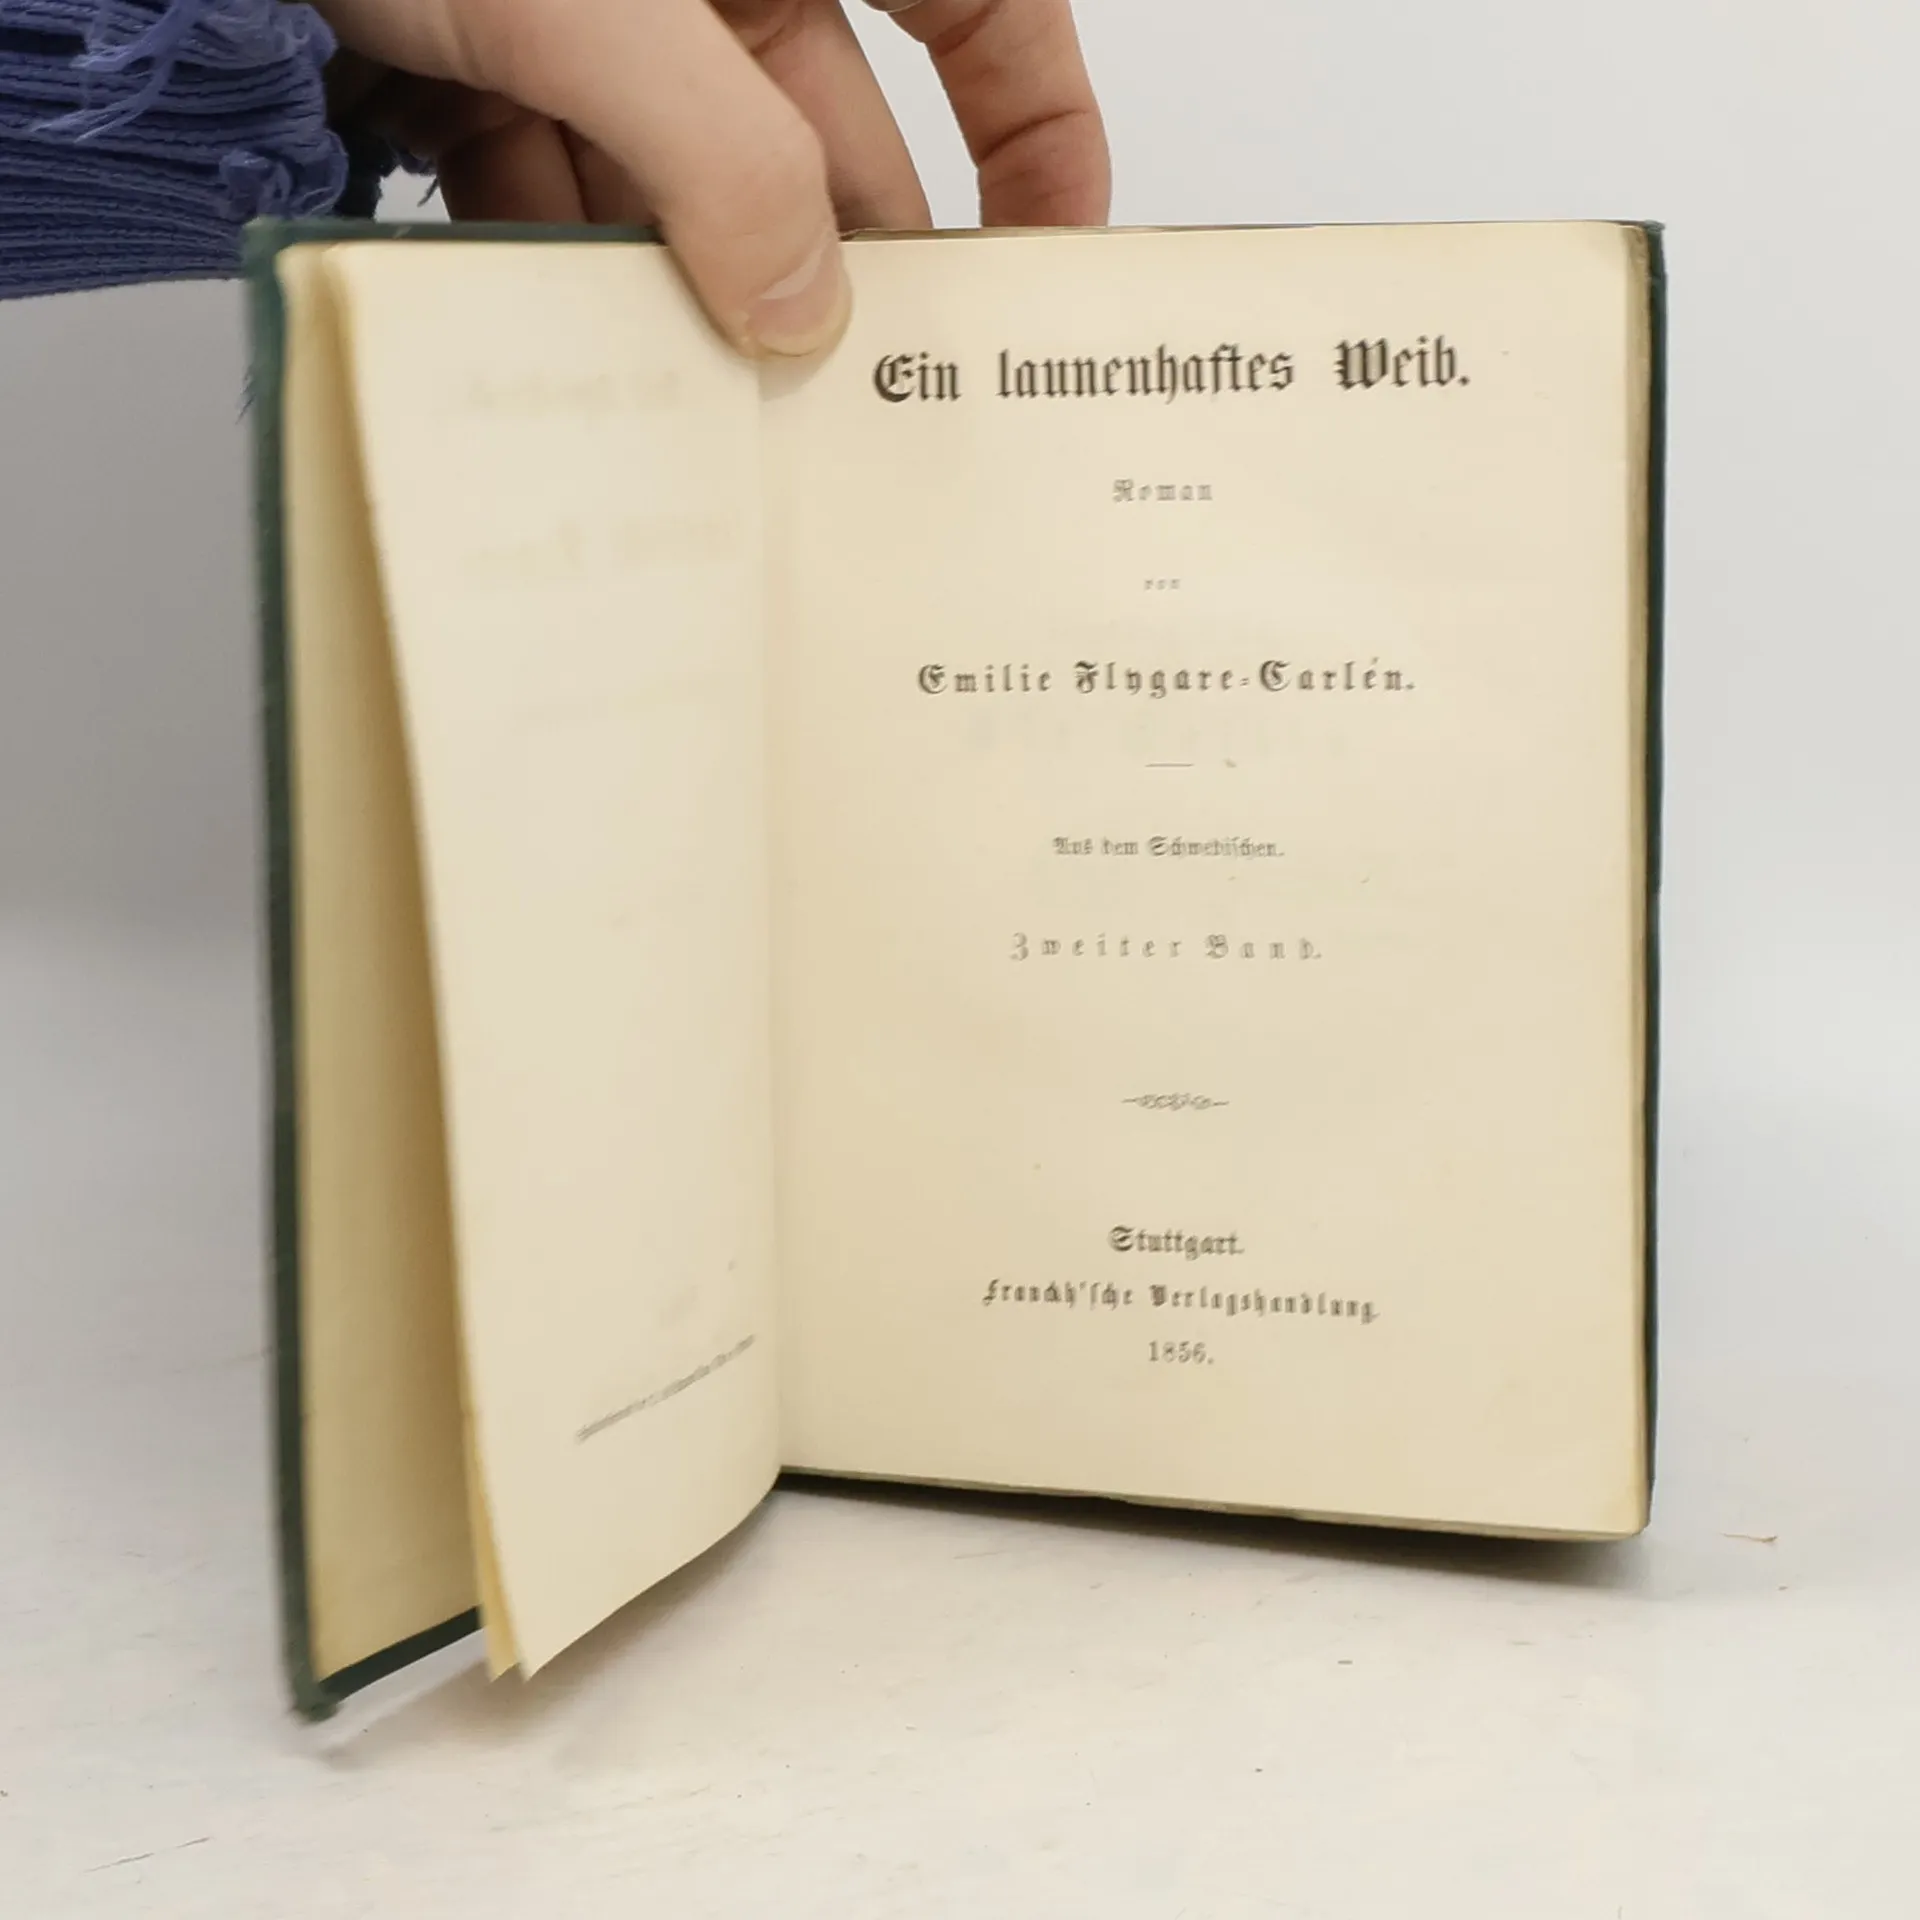 Ein launenhaftes Weib.
Roman
von
Emilie Flygare-Carlén.
Aus dem Schwedischen.
Zweiter Band.
Stuttgart.
Franckh'sche Verlagshandlung.
1856.